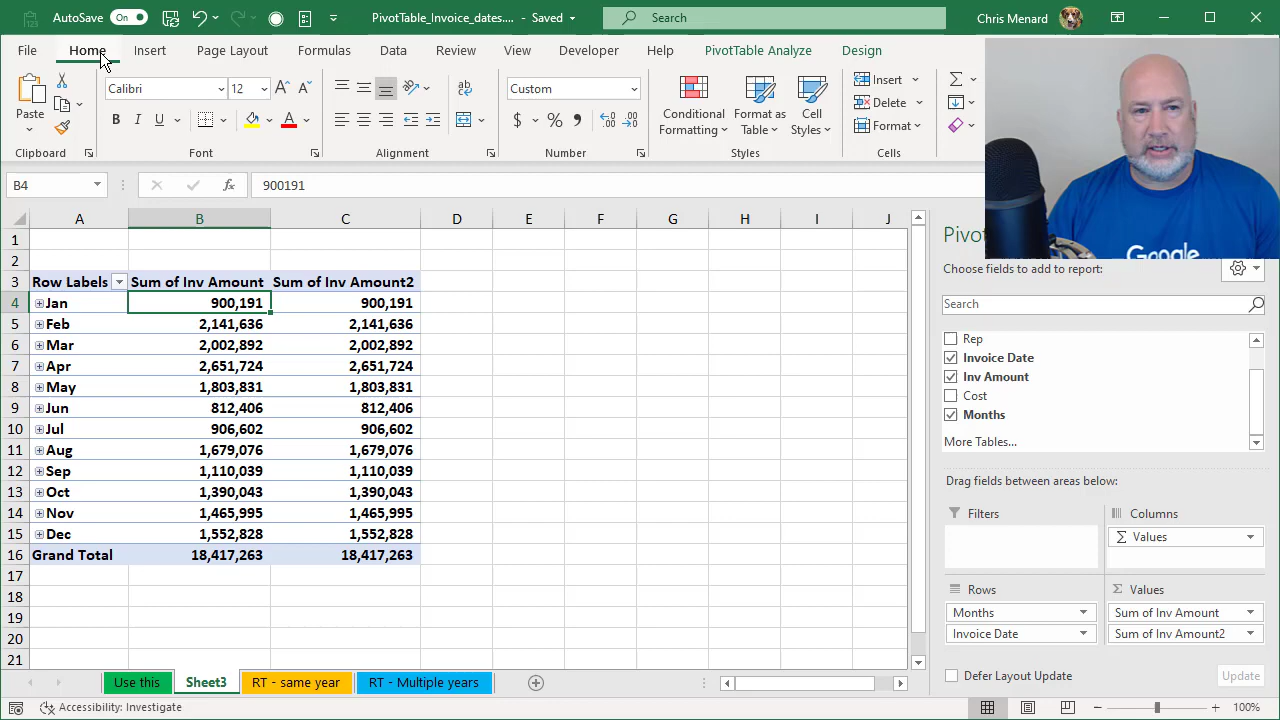 AutoSave On PivotTable_Invoice_dates.... - Saved Search Chris Menard
File Home Insert Page Layout Formulas Data Review View Developer Help PivotTable Analyze Design
Paste Calibri 12 Custom Conditional Formatting Format as Table Cell Styles Insert Delete Format
B I U A $ %
Clipboard Font Alignment Number Styles Cells
B4 fx 900191
A B C D E F G H I J
1
2
3 Row Labels Sum of Inv Amount Sum of Inv Amount2
4 Jan 900,191 900,191
5 Feb 2,141,636 2,141,636
6 Mar 2,002,892 2,002,892
7 Apr 2,651,724 2,651,724
8 May 1,803,831 1,803,831
9 Jun 812,406 812,406
10 Jul 906,602 906,602
11 Aug 1,679,076 1,679,076
12 Sep 1,110,039 1,110,039
13 Oct 1,390,043 1,390,043
14 Nov 1,465,995 1,465,995
15 Dec 1,552,828 1,552,828
16 Grand Total 18,417,263 18,417,263
17
18
19
20
21
Google
Choose fields to add to report:
Search
Rep
Invoice Date
Inv Amount
Cost
Months
More Tables...
Drag fields between areas below:
Filters Columns
Σ Values
Rows Σ Values
Months Sum of Inv Amount
Invoice Date Sum of Inv Amount2
Defer Layout Update Update
Use this Sheet3 RT - same year RT - Multiple years
Accessibility: Investigate 100%